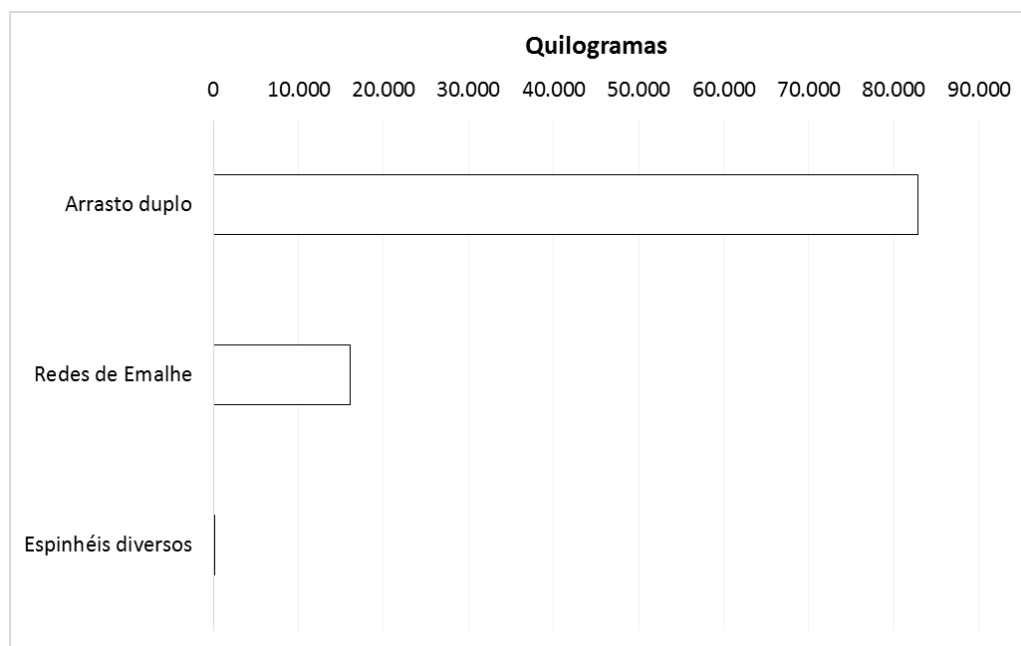 Quilogramas
0 10.000 20.000 30.000 40.000 50.000 60.000 70.000 80.000 90.000
Arrasto duplo
Redes de Emalhe
Espinhéis diversos